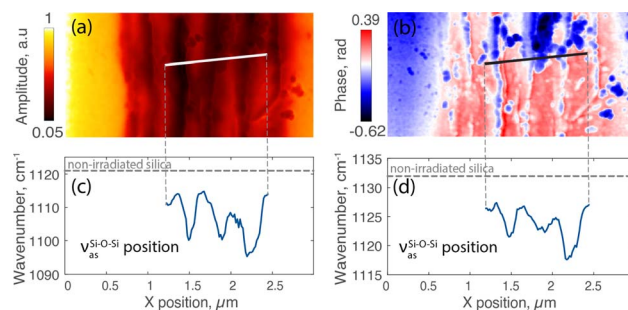 (a)
Amplitude, a.u
1
0.05
(b)
Phase, rad
0.39
-0.62
(c)
Wavenumber, cm-1
1120
1110
1100
1090
non-irradiated silica
νas Si-O-Si position
0 0.5 1 1.5 2 2.5
X position, μm
(d)
Wavenumber, cm-1
1135
1130
1125
1120
1115
non-irradiated silica
νas Si-O-Si position
0 0.5 1 1.5 2 2.5
X position, μm